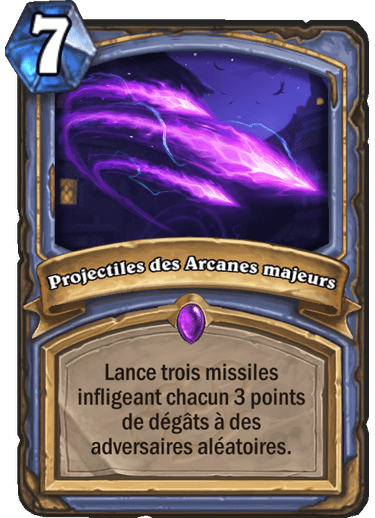 7
Projectiles des Arcanes majeurs
Lance trois missiles
infligeant chacun 3 points
de dégâts à des
adversaires aléatoires.